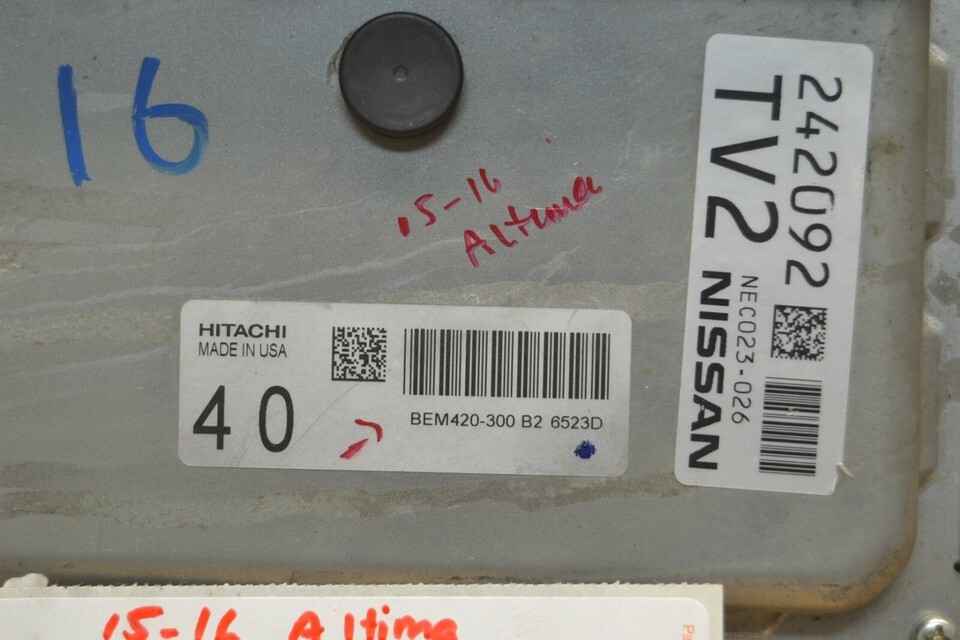 16
15-16
Altima
HITACHI
MADE IN USA
40
BEM420-300 B2 6523D
242092
TV2
NEC023-026
NISSAN
15-16 Altima